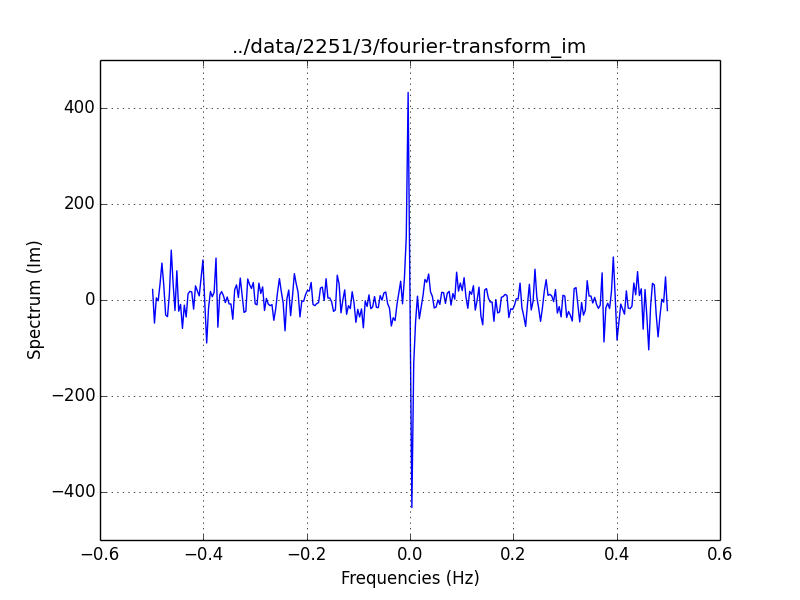 ../data/2251/3/fourier-transform_im
400
200
0
−200
−400
Spectrum (Im)
−0.6 −0.4 −0.2 0.0 0.2 0.4 0.6
Frequencies (Hz)